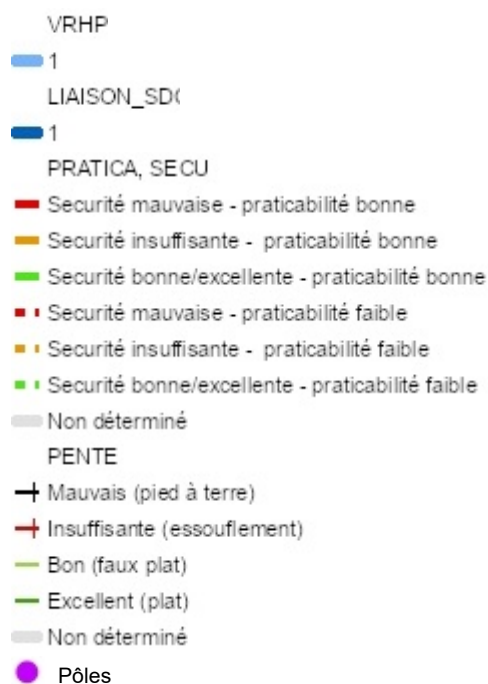 VRHP
1
LIAISON_SD(
1
PRATICA, SECU
Securité mauvaise - praticabilité bonne
Securité insuffisante - praticabilité bonne
Securité bonne/excellente - praticabilité bonne
Securité mauvaise - praticabilité faible
Securité insuffisante - praticabilité faible
Securité bonne/excellente - praticabilité faible
Non déterminé
PENTE
Mauvais (pied à terre)
Insuffisante (essouflement)
Bon (faux plat)
Excellent (plat)
Non déterminé
Pôles